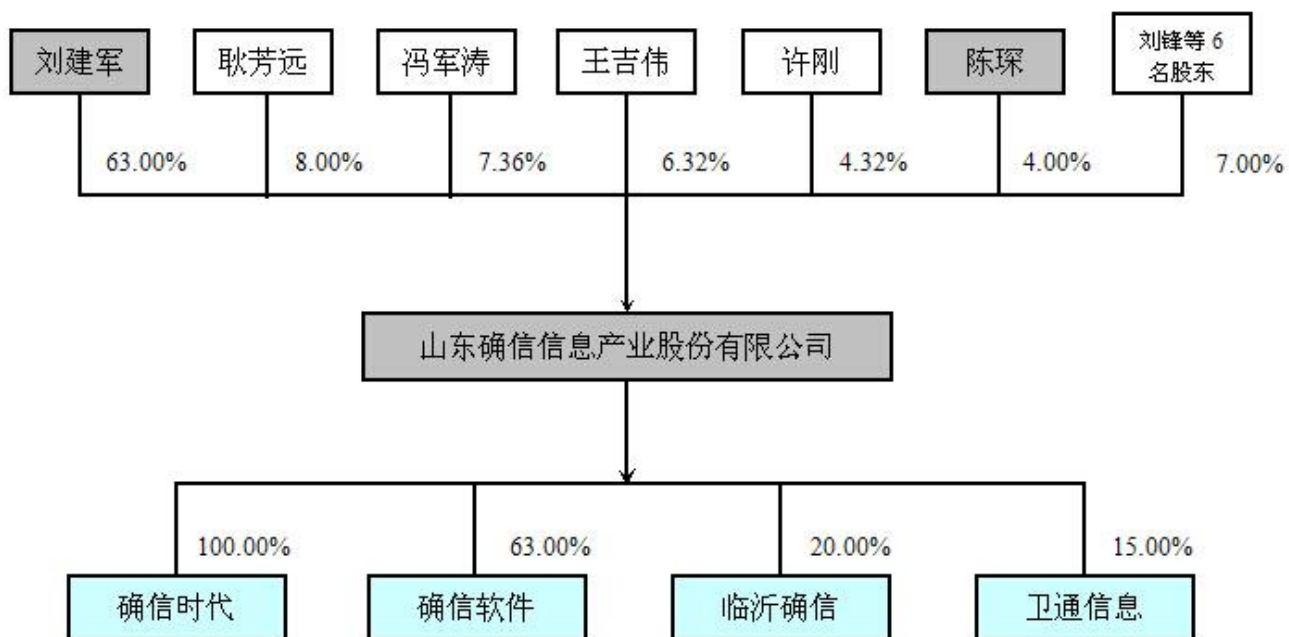 刘建军
耿芳远
冯军涛
王吉伟
许刚
陈琛
刘锋等 6
名股东
63.00%
8.00%
7.36%
6.32%
4.32%
4.00%
7.00%
山东确信信息产业股份有限公司
100.00%
63.00%
20.00%
15.00%
确信时代
确信软件
临沂确信
卫通信息